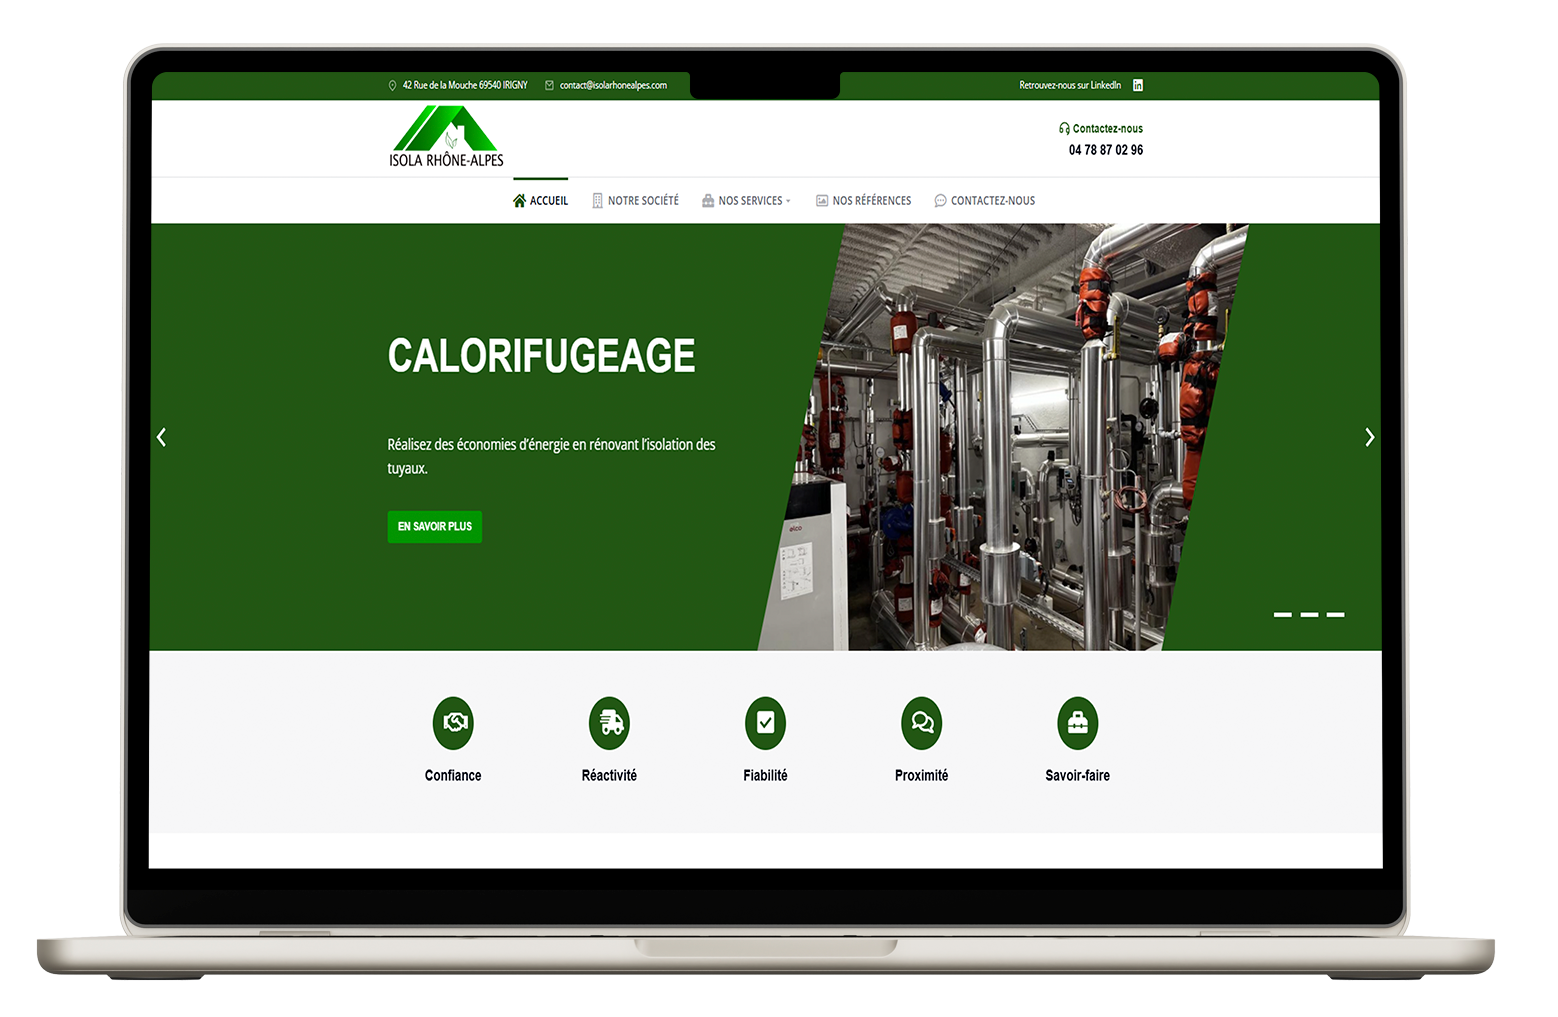 42 Rue de la Mouche 69540 IRIGNY
contact@isolarhonealpes.com
Retrouvez-nous sur LinkedIn
in
ISOLA RHÔNE-ALPES
Contactez-nous
04 78 87 02 96
ACCUEIL
NOTRE SOCIÉTÉ
NOS SERVICES
NOS RÉFÉRENCES
CONTACTEZ-NOUS
CALORIFUGEAGE
Réalisez des économies d'énergie en rénovant l'isolation des
tuyaux.
EN SAVOIR PLUS
elco
Confiance
Réactivité
Fiabilité
Proximité
Savoir-faire